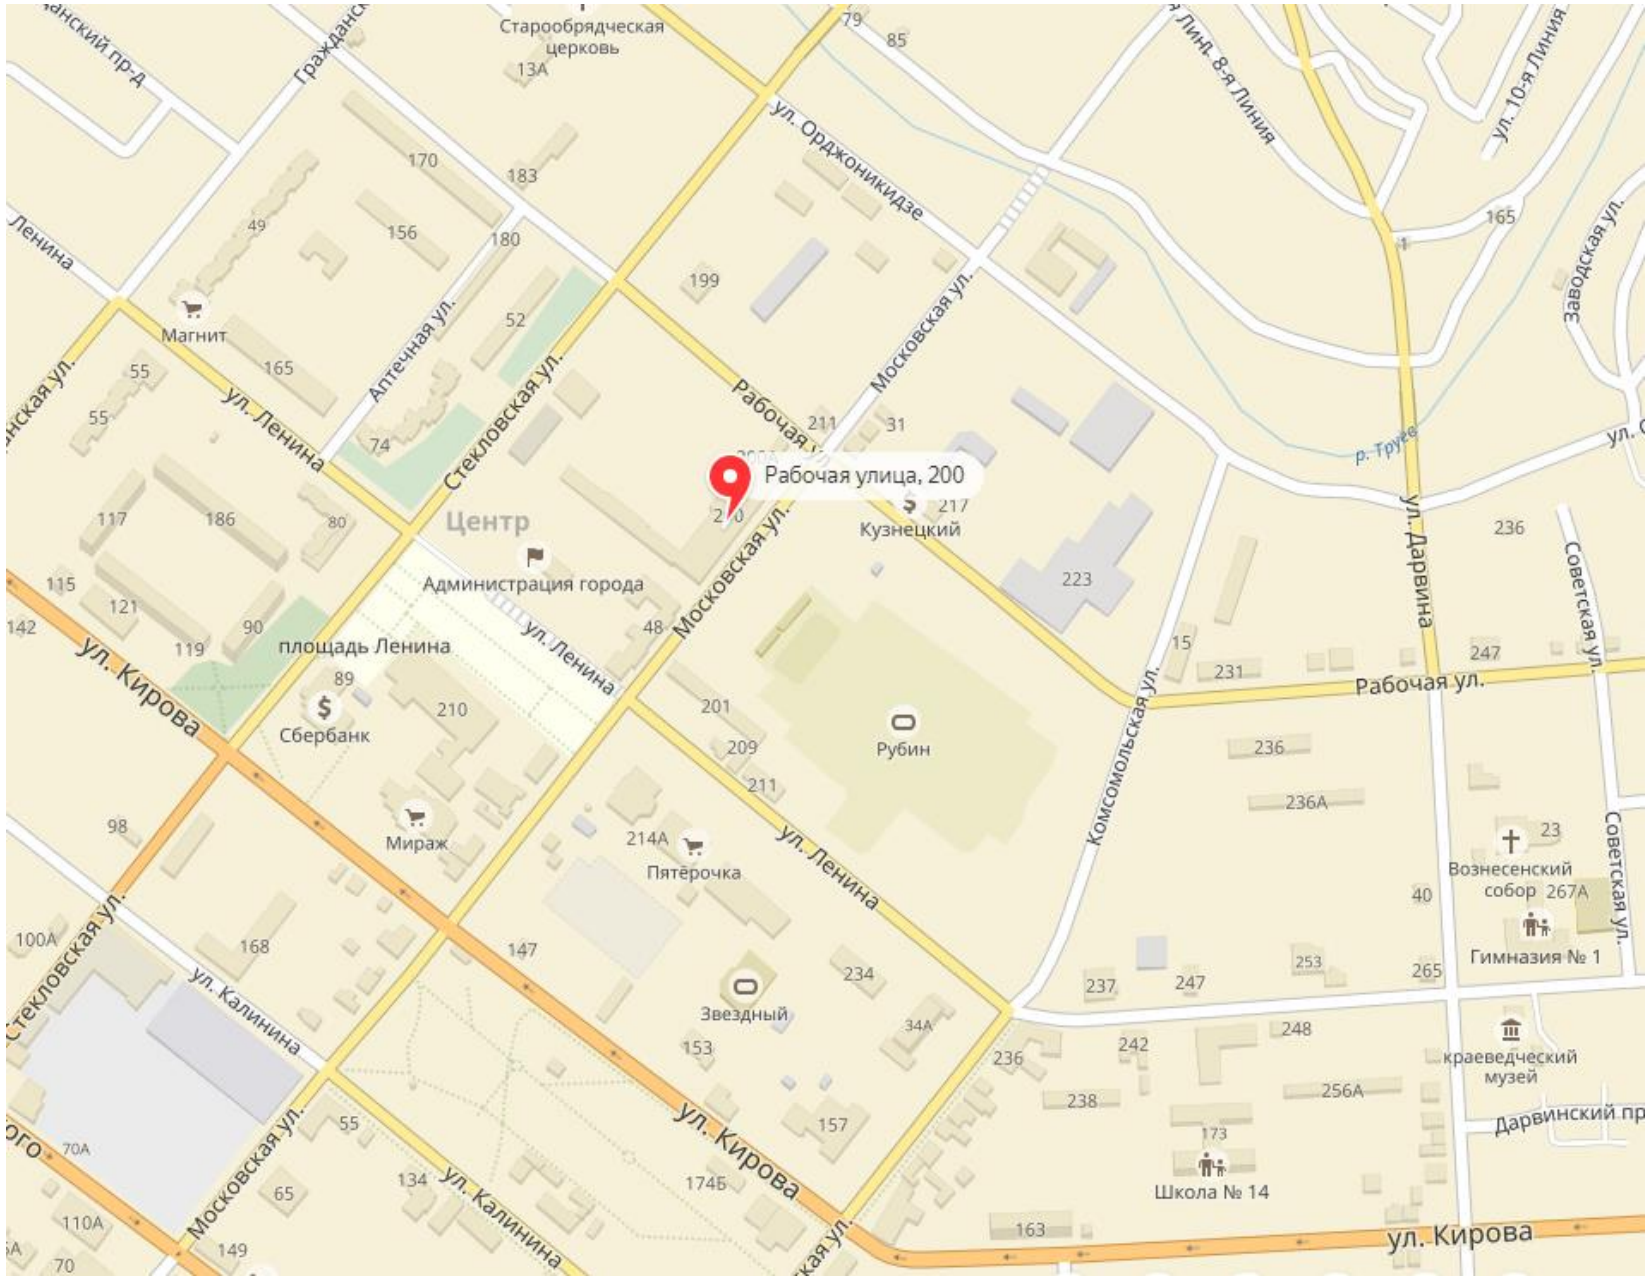 79
Старообрядческая
церковь
85
13А
8-я Линия
ул. 10-я Линия
ул. Орджоникидзе
170
183
49
156
180
165
1
Ленина
199
Заводская ул.
52
Магнит
165
Аптечная ул.
Московская ул.
55
55
ул. Ленина
Стекловская ул.
Рабочая
211
31
74
р. Труёв
Рабочая улица, 200
217
Кузнецкий
117
186
80
Центр
Московская ул.
ул. Дарвина
236
Советская ул.
Администрация города
223
115
121
142
90
119
площадь Ленина
ул. Ленина
48
15
231
247
Рабочая ул.
ул. Кирова
89
Сбербанк
210
201
209
211
Рубин
Комсомольская ул.
236
236А
98
Мираж
214А
Пятёрочка
ул. Ленина
23
Вознесенский
собор
267А
Советская ул.
40
Гимназия № 1
100А
Стекловская ул.
168
147
234
253
265
237
247
ул. Калинина
Звездный
34А
153
236
242
248
краеведческий
музей
238
256А
Дарвинский пр
55
70А
157
173
Школа № 14
ул. Кирова
Московская ул.
65
134
174Б
ул. Калинина
110А
149
70
163
ул. Кирова